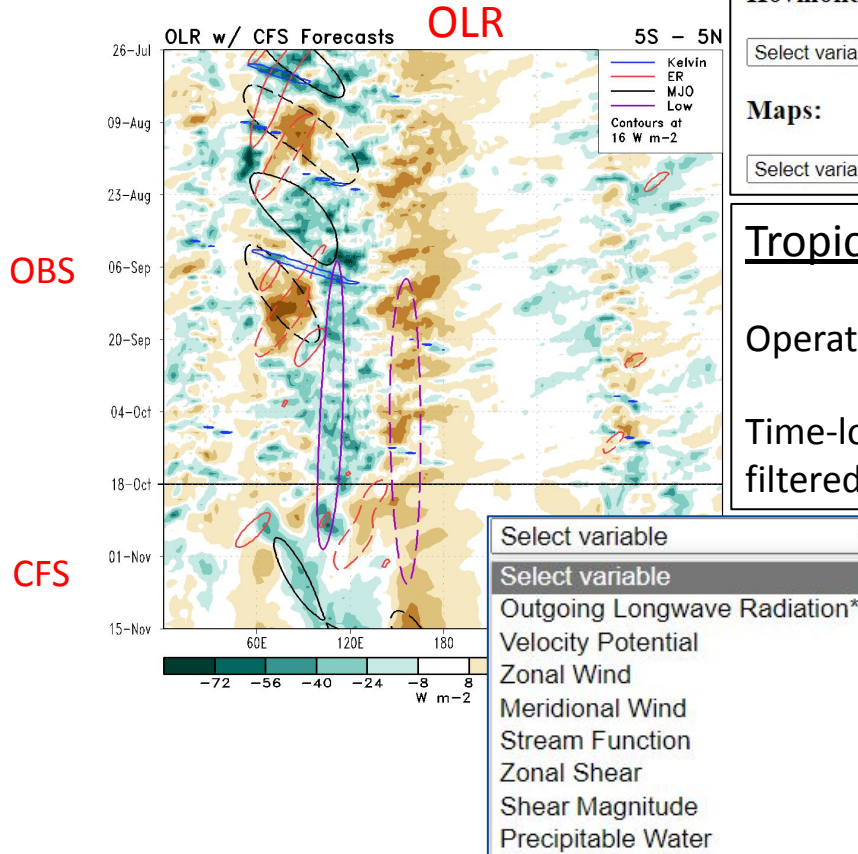 OLR
OLR w/ CFS Forecasts
5S – 5N
Kelvin
ER
MJO
Low
Contours at
16 W m-2
26-Jul
09-Aug
23-Aug
OBS
06-Sep
20-Sep
04-Oct
18-Oct
CFS
01-Nov
15-Nov
60E 120E 180
-72 -56 -40 -24 -8 8
W m-2
Select varia
Maps:
Select varia
Tropic
Operat
Time-lo
filtered
Select variable
Select variable
Outgoing Longwave Radiation*
Velocity Potential
Zonal Wind
Meridional Wind
Stream Function
Zonal Shear
Shear Magnitude
Precipitable Water